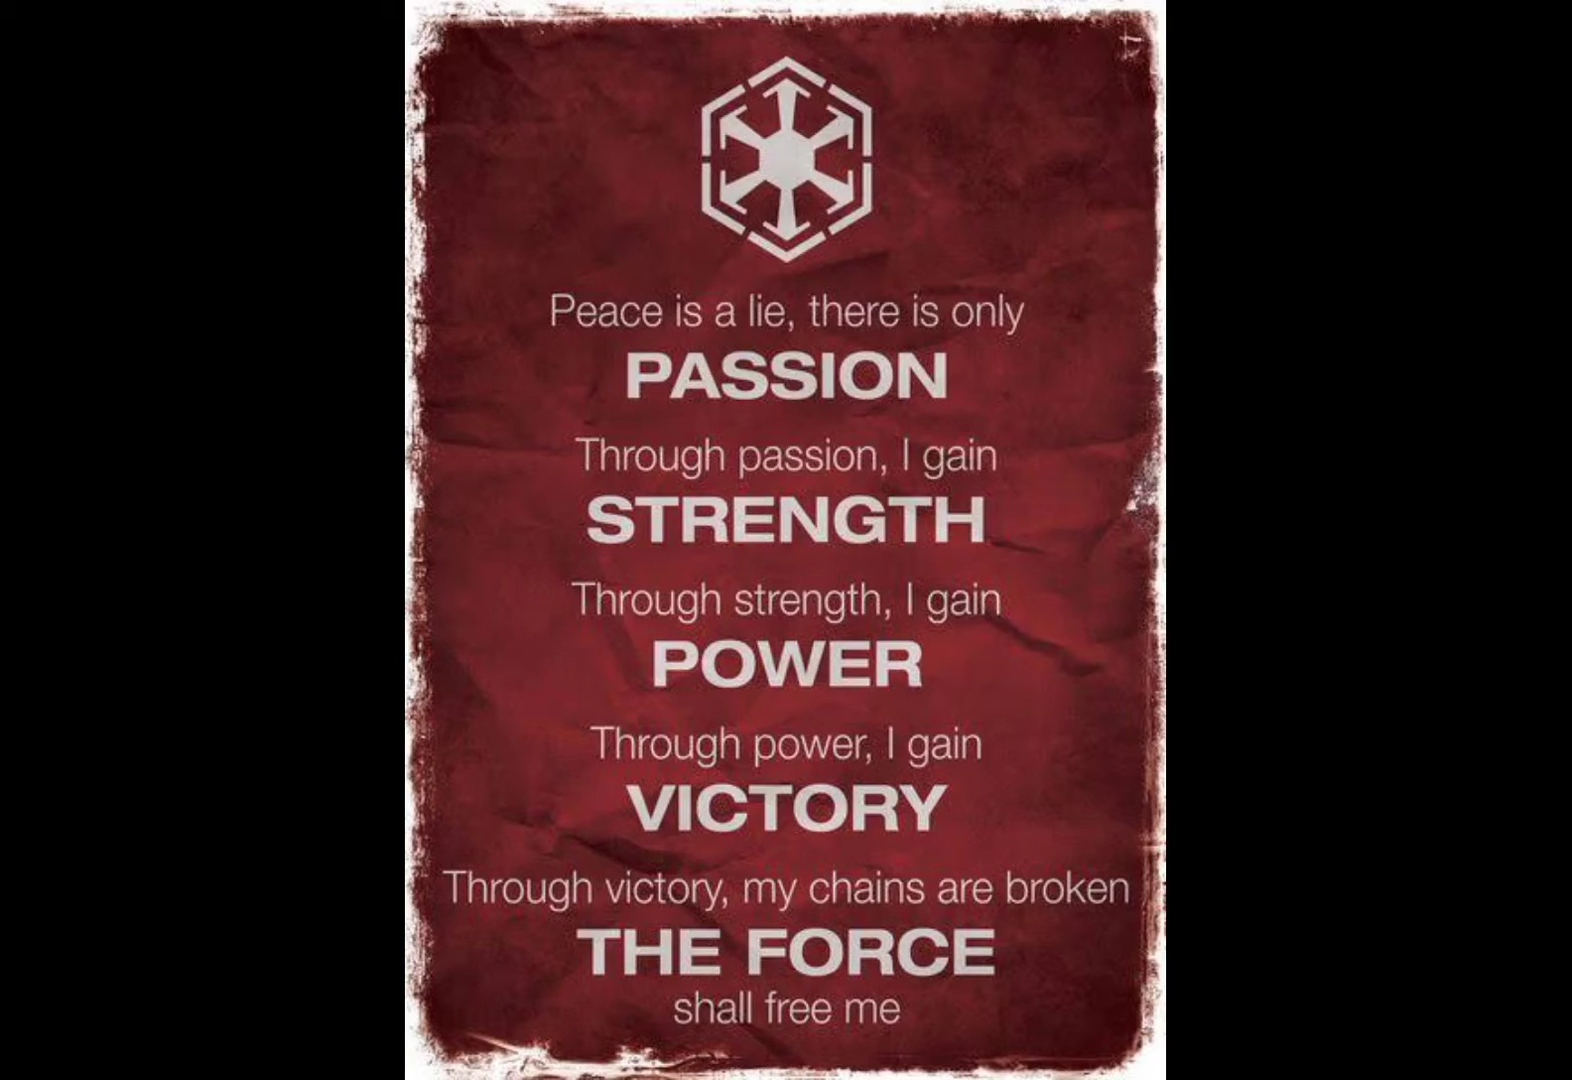 Peace is a lie, there is only
PASSION
Through passion, I gain
STRENGTH
Through strength, I gain
POWER
Through power, I gain
VICTORY
Through victory, my chains are broken
THE FORCE
shall free me